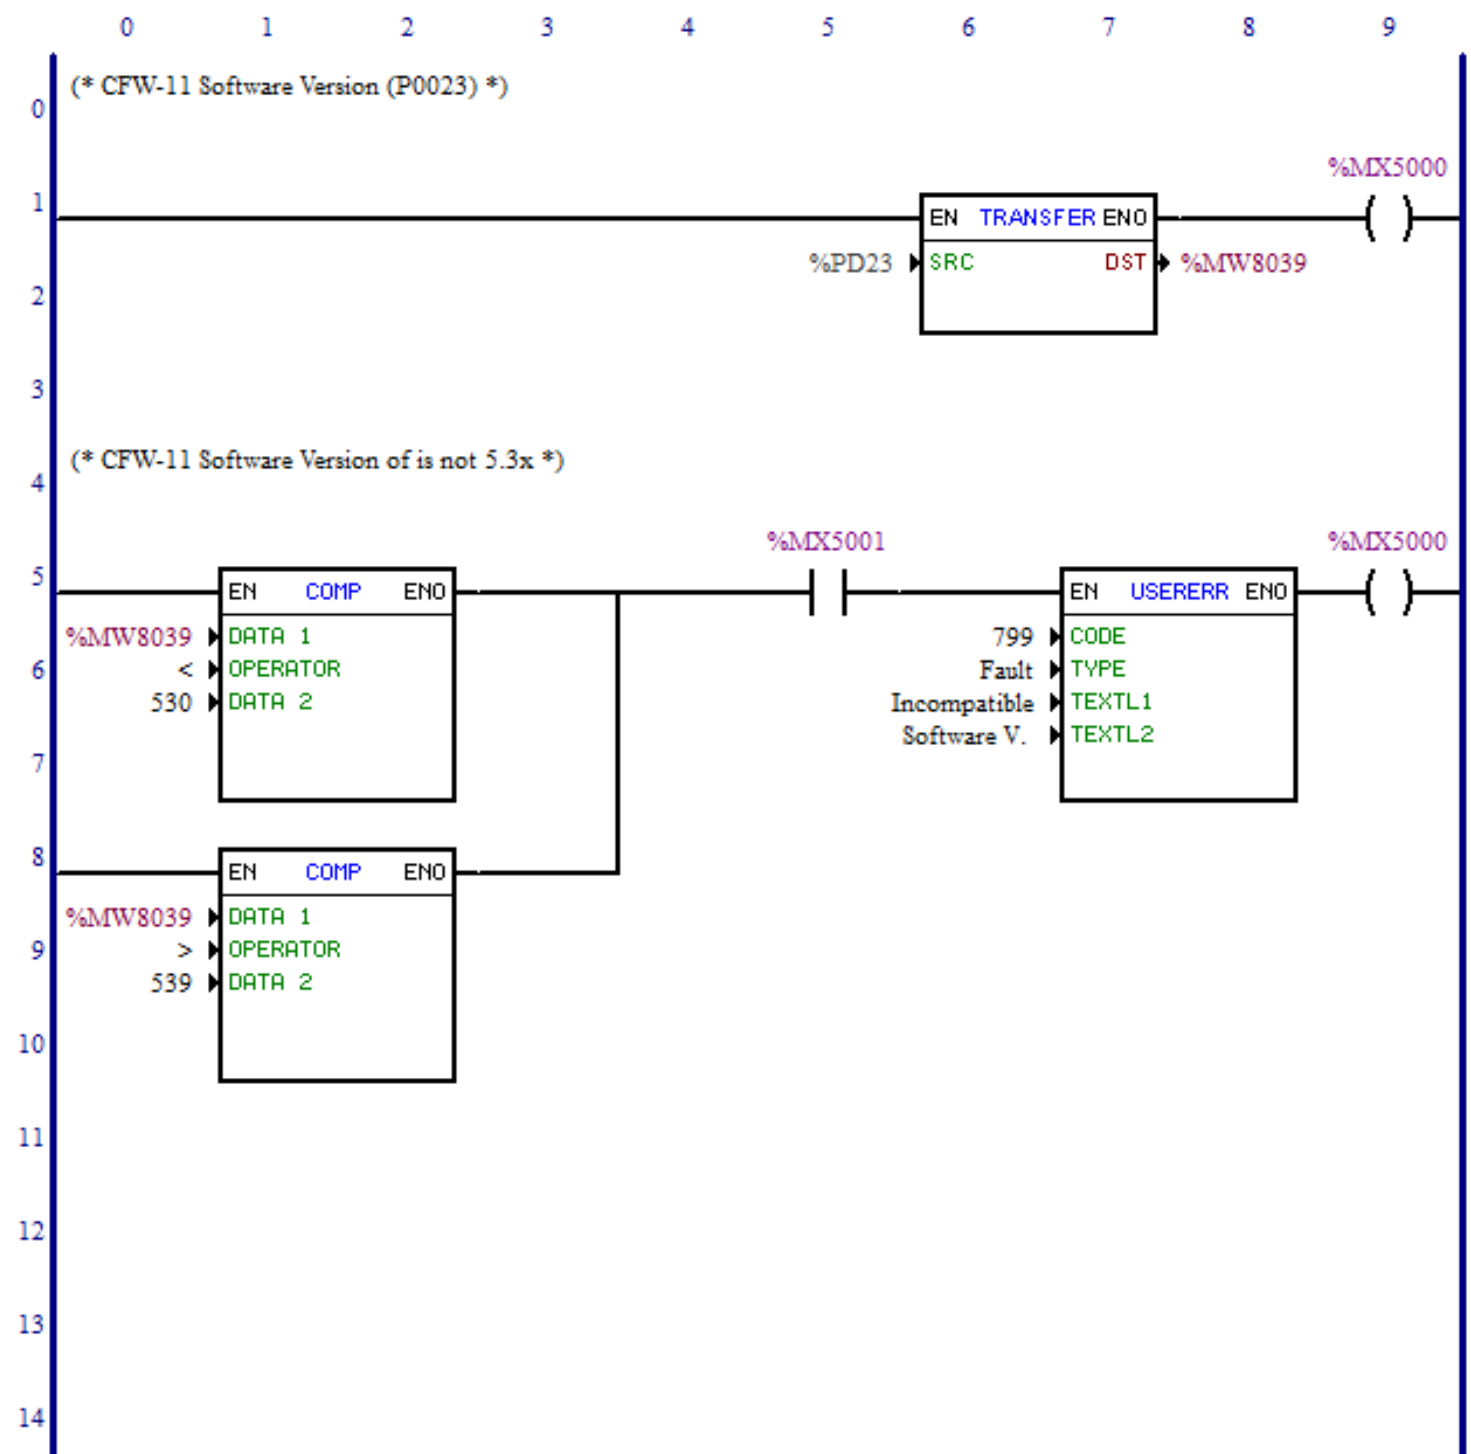 0 1 2 3 4 5 6 7 8 9
(* CFW-11 Software Version (P0023) *)
0
%MX5000
1
EN TRANSFER ENO
%PD23 SRC DST %MW8039
2
3
(* CFW-11 Software Version of is not 5.3x *)
4
%MX5001 %MX5000
5
EN COMP ENO EN USERERR ENO
%MW8039 DATA 1 799 CODE
6 < OPERATOR Fault TYPE
530 DATA 2 Incompatible TEXTL1
Software V. TEXTL2
7
8
EN COMP ENO
%MW8039 DATA 1
9 > OPERATOR
539 DATA 2
10
11
12
13
14